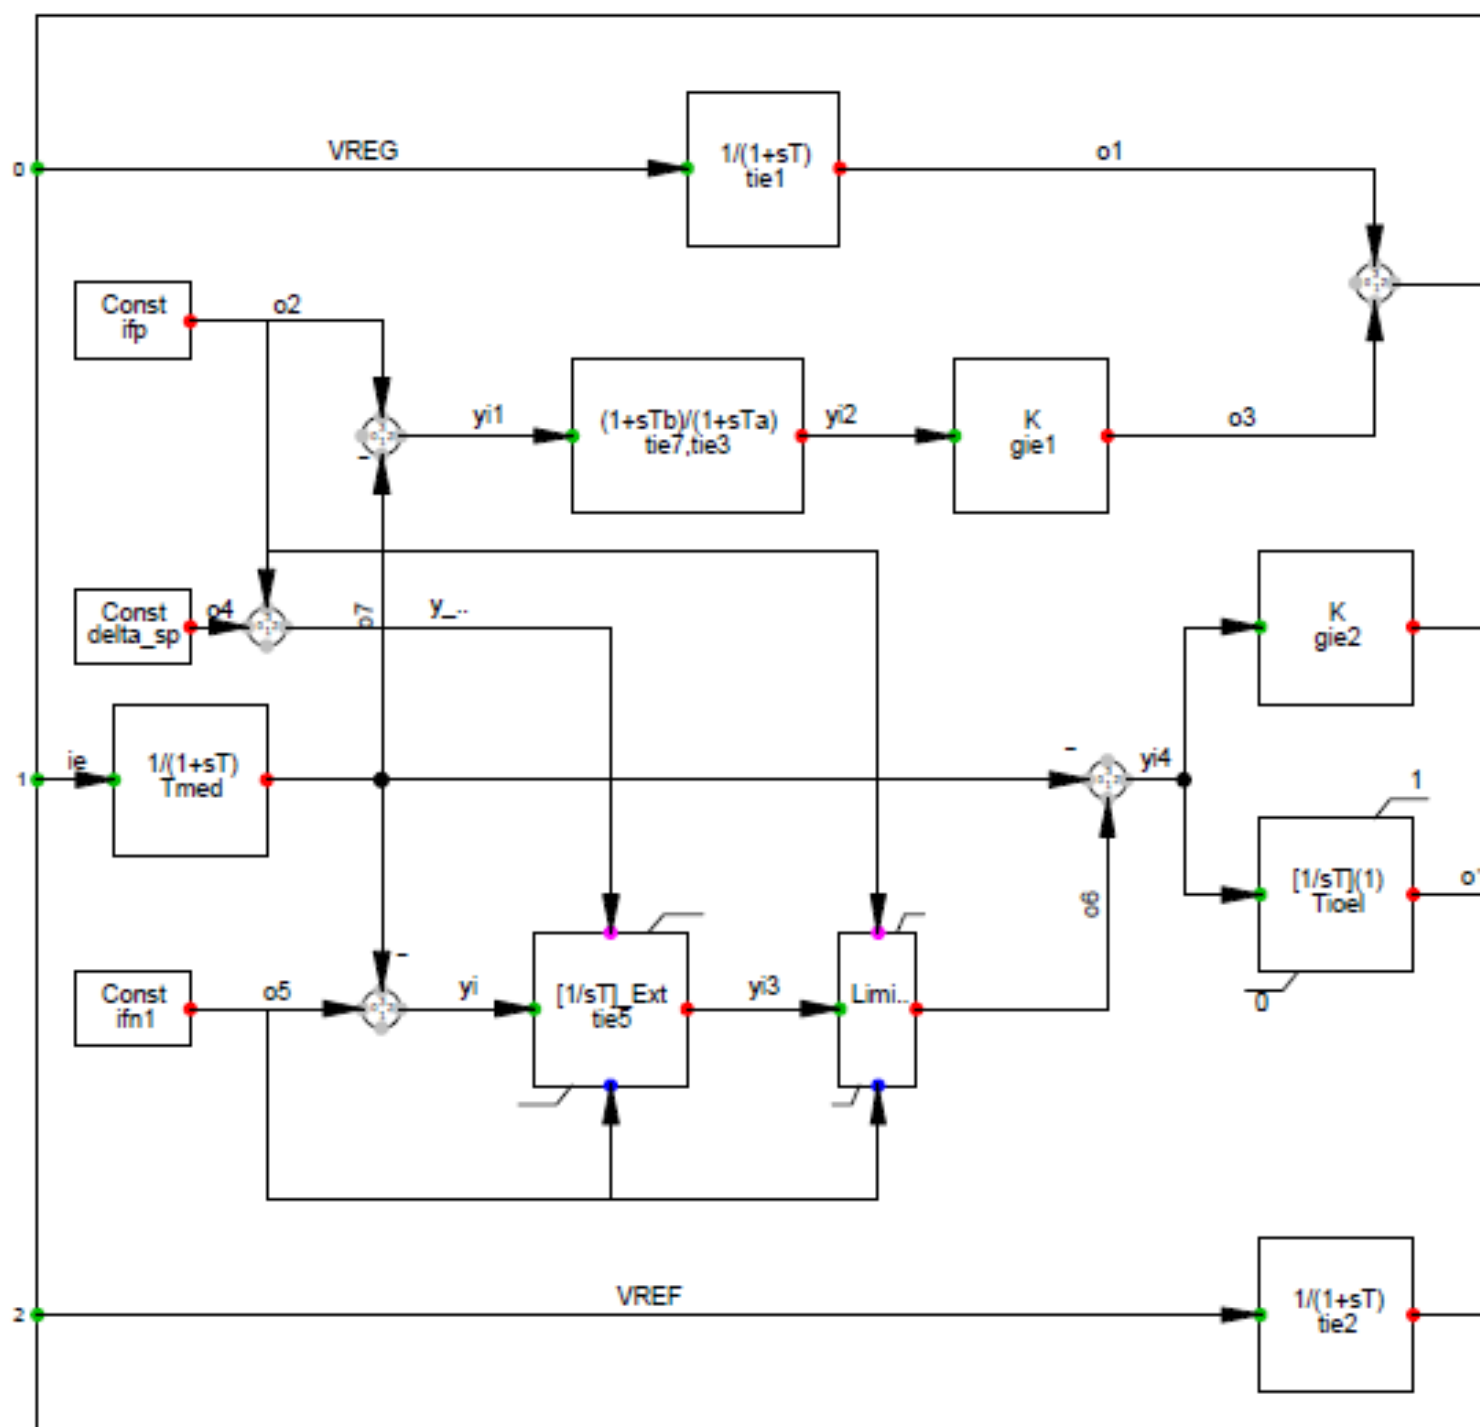 VREG
0
1/(1+sT)
tie1
o1
Const
ifp
o2
yi1
(1+sTb)/(1+sTa)
tie7,tie3
yi2
K
gie1
o3
-
Const
delta_sp
o4
o7
y_..
K
gie2
1
ie
1/(1+sT)
Tmed
-
yi4
1
[1/sT](1)
Tioel
0
o6
-
Const
ifn1
o5
yi
[1/sT]_Ext
tie5
yi3
Limi..
2
VREF
1/(1+sT)
tie2